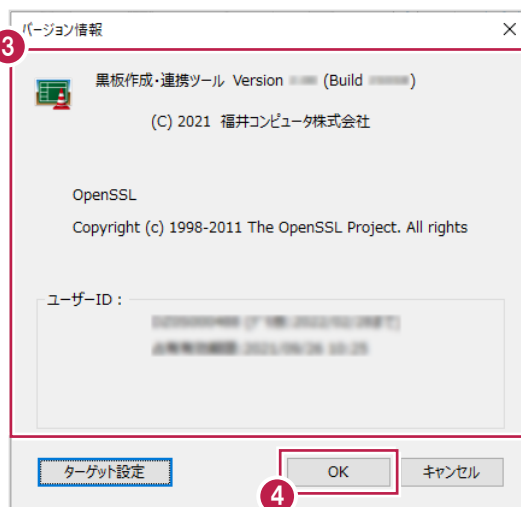 バージョン情報
3
黒板作成・連携ツール Version (Build )
(C) 2021 福井コンピュータ株式会社
OpenSSL
Copyright (c) 1998-2011 The OpenSSL Project. All rights
ユーザーID：
ターゲット設定
OK
キャンセル
4